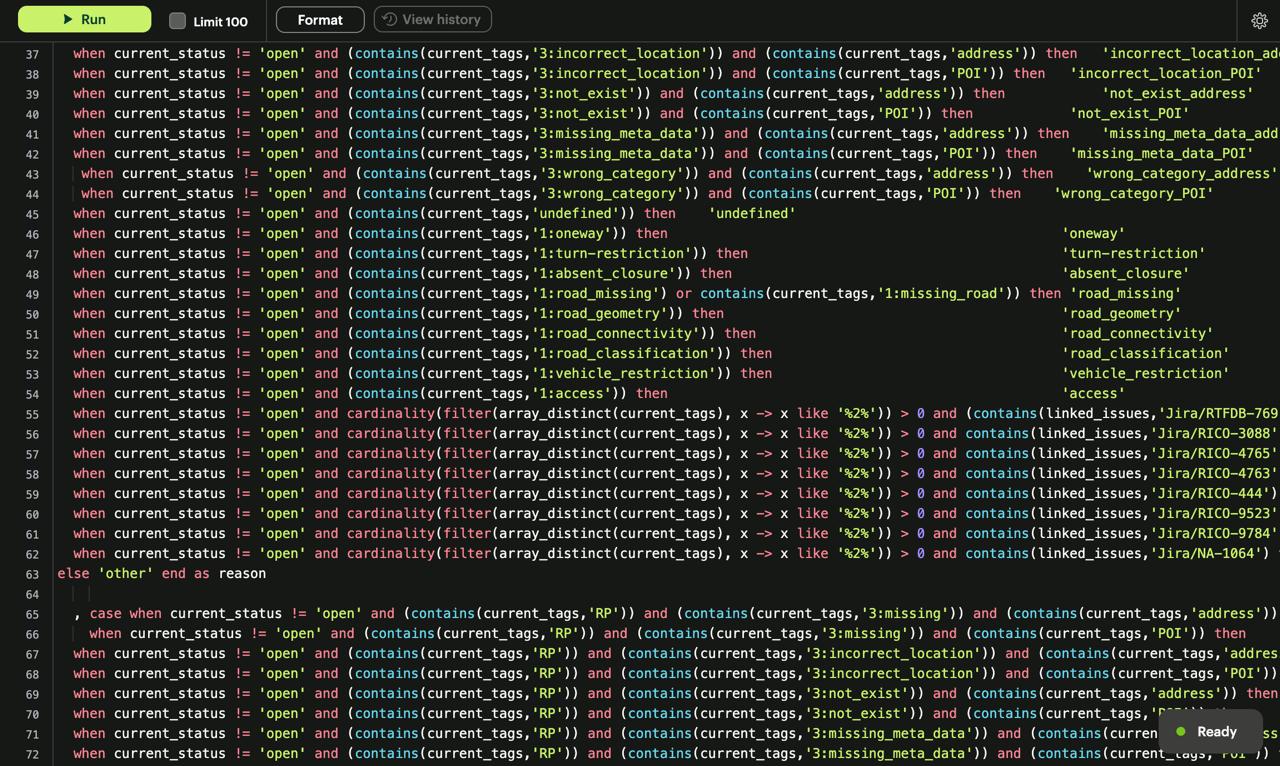 Run Limit 100 Format View history
37 when current_status != 'open' and (contains(current_tags,'3:incorrect_location')) and (contains(current_tags,'address')) then 'incorrect_location_ad
38 when current_status != 'open' and (contains(current_tags,'3:incorrect_location')) and (contains(current_tags,'POI')) then 'incorrect_location_POI'
39 when current_status != 'open' and (contains(current_tags,'3:not_exist')) and (contains(current_tags,'address')) then 'not_exist_address'
40 when current_status != 'open' and (contains(current_tags,'3:not_exist')) and (contains(current_tags,'POI')) then 'not_exist_POI'
41 when current_status != 'open' and (contains(current_tags,'3:missing_meta_data')) and (contains(current_tags,'address')) then 'missing_meta_data_add
42 when current_status != 'open' and (contains(current_tags,'3:missing_meta_data')) and (contains(current_tags,'POI')) then 'missing_meta_data_POI'
43 when current_status != 'open' and (contains(current_tags,'3:wrong_category')) and (contains(current_tags,'address')) then 'wrong_category_address'
44 when current_status != 'open' and (contains(current_tags,'3:wrong_category')) and (contains(current_tags,'POI')) then 'wrong_category_POI'
45 when current_status != 'open' and (contains(current_tags,'undefined')) then 'undefined'
46 when current_status != 'open' and (contains(current_tags,'1:oneway')) then 'oneway'
47 when current_status != 'open' and (contains(current_tags,'1:turn-restriction')) then 'turn-restriction'
48 when current_status != 'open' and (contains(current_tags,'1:absent_closure')) then 'absent_closure'
49 when current_status != 'open' and (contains(current_tags,'1:road_missing') or contains(current_tags,'1:missing_road')) then 'road_missing'
50 when current_status != 'open' and (contains(current_tags,'1:road_geometry')) then 'road_geometry'
51 when current_status != 'open' and (contains(current_tags,'1:road_connectivity')) then 'road_connectivity'
52 when current_status != 'open' and (contains(current_tags,'1:road_classification')) then 'road_classification'
53 when current_status != 'open' and (contains(current_tags,'1:vehicle_restriction')) then 'vehicle_restriction'
54 when current_status != 'open' and (contains(current_tags,'1:access')) then 'access'
55 when current_status != 'open' and cardinality(filter(array_distinct(current_tags), x -> x like '%2%')) > 0 and (contains(linked_issues,'Jira/RTFDB-769
56 when current_status != 'open' and cardinality(filter(array_distinct(current_tags), x -> x like '%2%')) > 0 and contains(linked_issues,'Jira/RICO-3088'
57 when current_status != 'open' and cardinality(filter(array_distinct(current_tags), x -> x like '%2%')) > 0 and contains(linked_issues,'Jira/RICO-4765'
58 when current_status != 'open' and cardinality(filter(array_distinct(current_tags), x -> x like '%2%')) > 0 and contains(linked_issues,'Jira/RICO-4763'
59 when current_status != 'open' and cardinality(filter(array_distinct(current_tags), x -> x like '%2%')) > 0 and contains(linked_issues,'Jira/RICO-444')
60 when current_status != 'open' and cardinality(filter(array_distinct(current_tags), x -> x like '%2%')) > 0 and contains(linked_issues,'Jira/RICO-9523'
61 when current_status != 'open' and cardinality(filter(array_distinct(current_tags), x -> x like '%2%')) > 0 and contains(linked_issues,'Jira/RICO-9784'
62 when current_status != 'open' and cardinality(filter(array_distinct(current_tags), x -> x like '%2%')) > 0 and contains(linked_issues,'Jira/NA-1064')
63 else 'other' end as reason
64
65 , case when current_status != 'open' and (contains(current_tags,'RP')) and (contains(current_tags,'3:missing')) and (contains(current_tags,'address'))
66 when current_status != 'open' and (contains(current_tags,'RP')) and (contains(current_tags,'3:missing')) and (contains(current_tags,'POI')) then
67 when current_status != 'open' and (contains(current_tags,'RP')) and (contains(current_tags,'3:incorrect_location')) and (contains(current_tags,'addres
68 when current_status != 'open' and (contains(current_tags,'RP')) and (contains(current_tags,'3:incorrect_location')) and (contains(current_tags,'POI'))
69 when current_status != 'open' and (contains(current_tags,'RP')) and (contains(current_tags,'3:not_exist')) and (contains(current_tags,'address')) then
70 when current_status != 'open' and (contains(current_tags,'RP')) and (contains(current_tags,'3:not_exist')) and (contains(current_tags,
71 when current_status != 'open' and (contains(current_tags,'RP')) and (contains(current_tags,'3:missing_meta_data')) and (contains(
72 when current_status != 'open' and (contains(current_tags,'RP')) and (contains(current_tags,'3:missing_meta_data')) and (contains(current_tags,'POI'
Ready